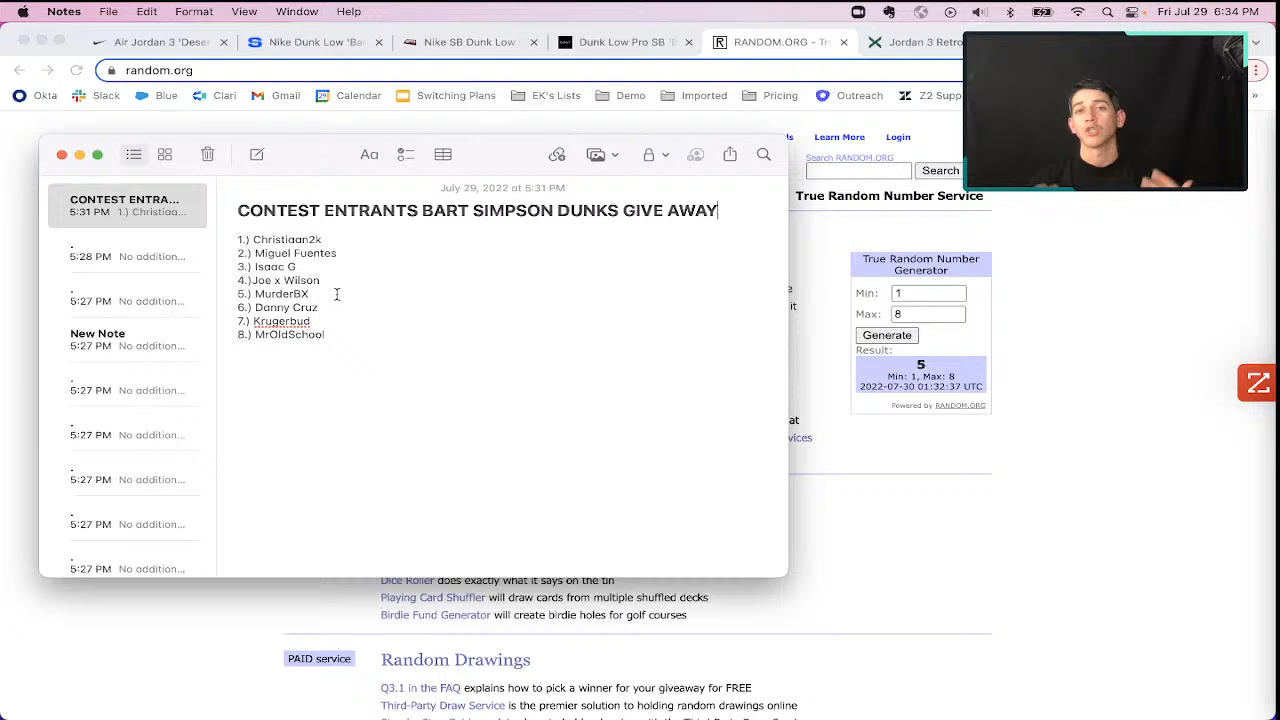 Notes File Edit Format View Window Help Fri Jul 29 6:34 PM
Air Jordan 3 'Deser Nike Dunk Low 'Ba Nike SB Dunk Low Dunk Low Pro SB 'B RANDOM.ORG - Tr Jordan 3 Retro
random.org
Okta Slack Blue Clari Gmail Calendar Switching Plans EK's Lists Demo Imported Pricing Outreach Z2 Supp »
Learn More Login
Search RANDOM.ORG
Search
True Random Number Service
CONTEST ENTRA...
5:31 PM 1.) Christiaa...
.
5:28 PM No addition...
.
5:27 PM No addition...
New Note
5:27 PM No addition...
.
5:27 PM No addition...
.
5:27 PM No addition...
.
5:27 PM No addition...
.
5:27 PM No addition...
.
5:27 PM No addition...
Aa
July 29, 2022 at 5:31 PM
CONTEST ENTRANTS BART SIMPSON DUNKS GIVE AWAY
1.) Christiaan2k
2.) Miguel Fuentes
3.) Isaac G
4.)Joe x Wilson
5.) MurderBX
6.) Danny Cruz
7.) Krugerbud
8.) MrOldSchool
True Random Number
Generator
Min: 1
Max: 8
Generate
Result:
5
Min: 1, Max: 8
2022-07-30 01:32:37 UTC
Powered by RANDOM.ORG
it
at
vices
Dice Roller does exactly what it says on the tin
Playing Card Shuffler will draw cards from multiple shuffled decks
Birdie Fund Generator will create birdie holes for golf courses
PAID service
Random Drawings
Q3.1 in the FAQ explains how to pick a winner for your giveaway for FREE
Third-Party Draw Service is the premier solution to holding random drawings online